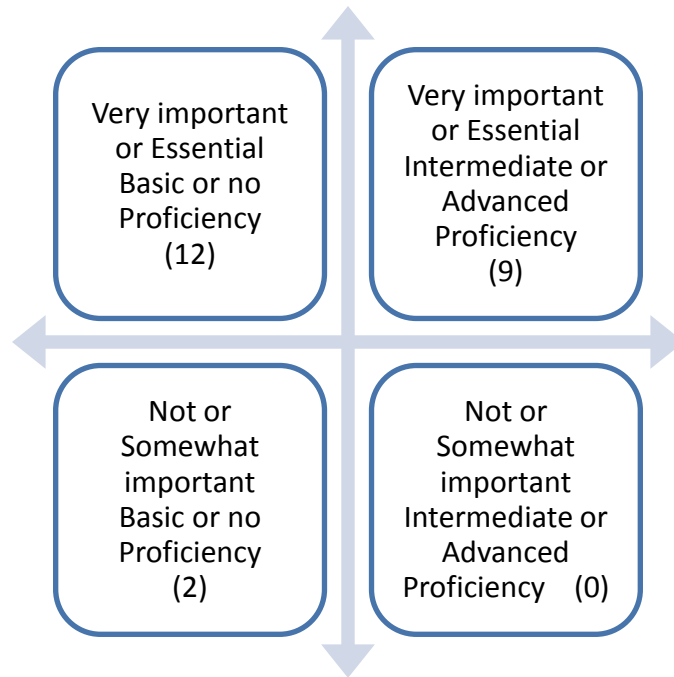 Very important
or Essential
Basic or no
Proficiency
(12)
Very important
or Essential
Intermediate or
Advanced
Proficiency
(9)
Not or
Somewhat
important
Basic or no
Proficiency
(2)
Not or
Somewhat
important
Intermediate or
Advanced
Proficiency (0)